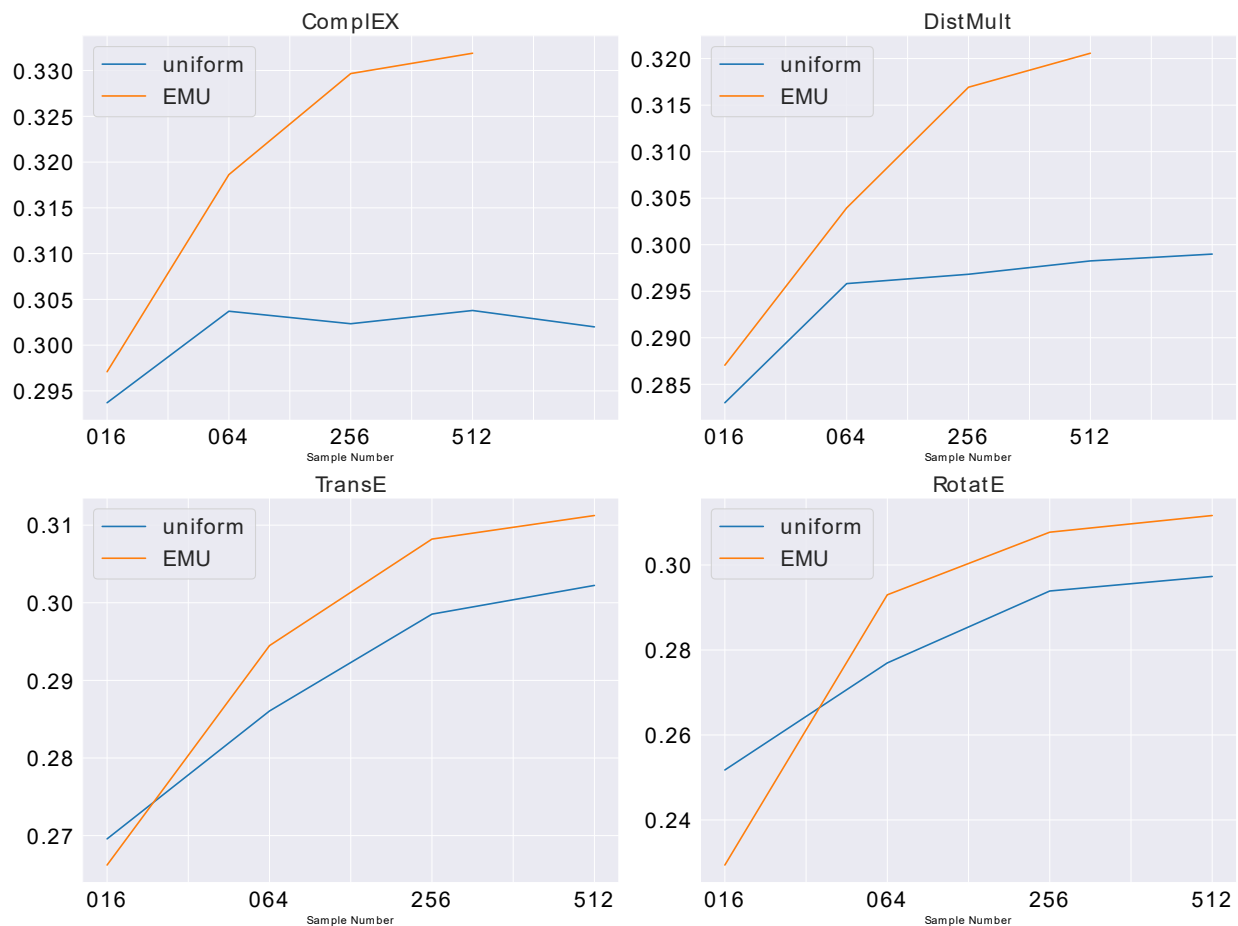 ComplEX
uniform
EMU
0.330
0.325
0.320
0.315
0.310
0.305
0.300
0.295
016 064 256 512
Sample Number
DistMult
uniform
EMU
0.320
0.315
0.310
0.305
0.300
0.295
0.290
0.285
016 064 256 512
Sample Number
TransE
uniform
EMU
0.31
0.30
0.29
0.28
0.27
016 064 256 512
Sample Number
RotatE
uniform
EMU
0.30
0.28
0.26
0.24
016 064 256 512
Sample Number